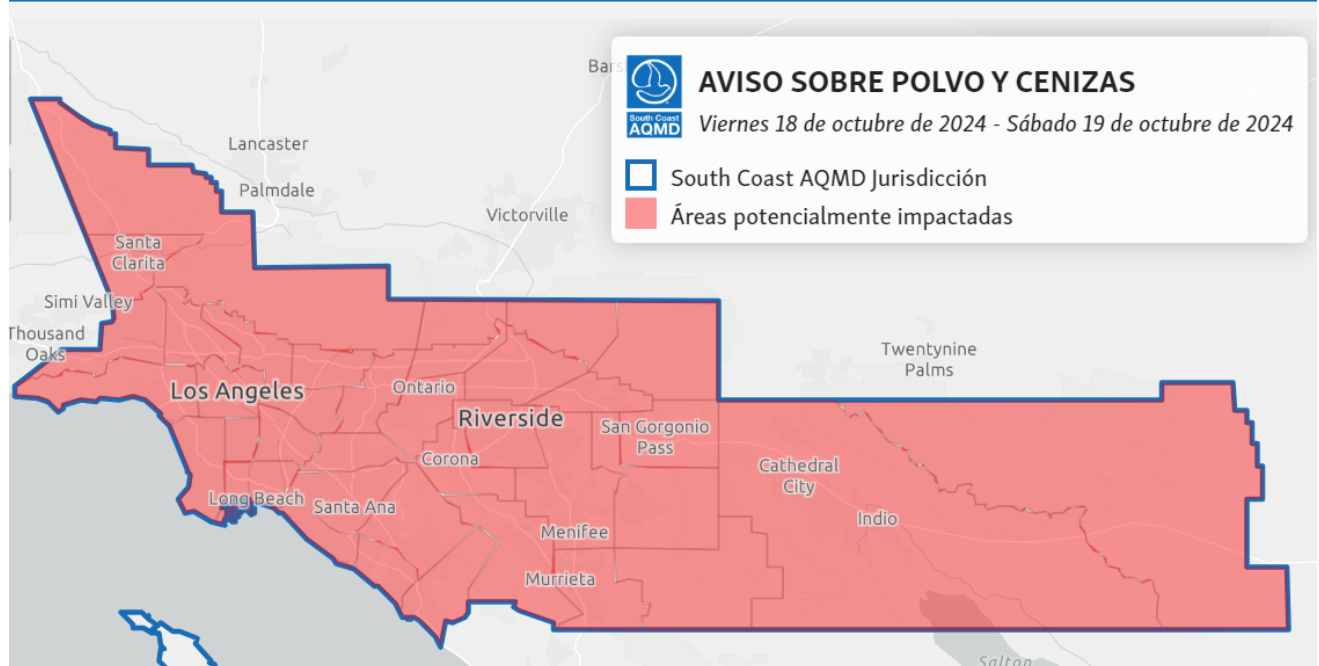 AVISO SOBRE POLVO Y CENIZAS
South Coast
AQMD
Viernes 18 de octubre de 2024 - Sábado 19 de octubre de 2024
South Coast AQMD Jurisdicción
Áreas potencialmente impactadas
Lancaster
Palmdale
Victorville
Santa
Clarita
Simi Valley
Thousand
Oaks
Twentynine
Palms
Los Angeles
Ontario
Riverside
San Gorgonio
Pass
Corona
Cathedral
City
Long Beach
Santa Ana
Indio
Menifee
Murrieta
Salton